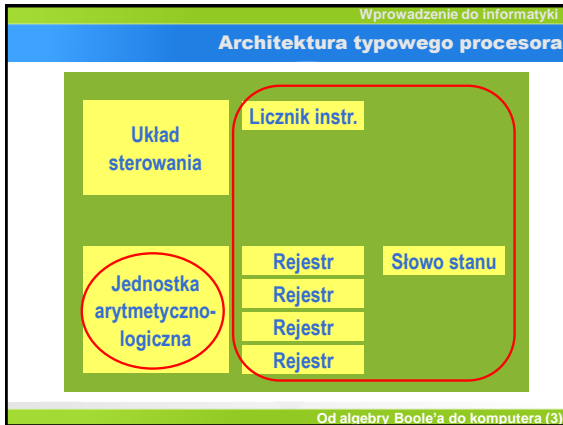 Wprowadzenie do informatyki
Architektura typowego procesora
Układ
sterowania
Licznik instr.
Jednostka
arytmetyczno-
logiczna
Rejestr
Rejestr
Rejestr
Rejestr
Słowo stanu
Od algebry Boole'a do komputera (3)